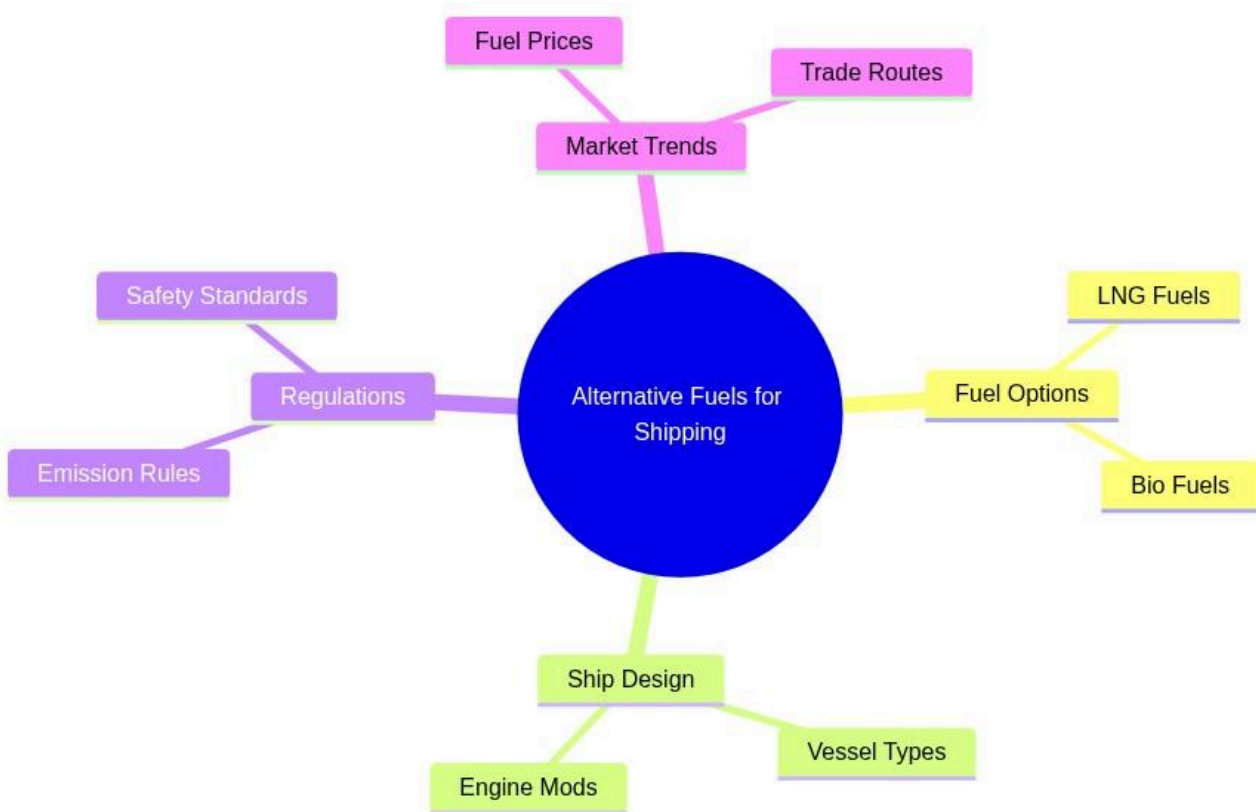 Fuel Prices
Trade Routes
Market Trends
Safety Standards
LNG Fuels
Regulations
Alternative Fuels for
Shipping
Fuel Options
Emission Rules
Bio Fuels
Ship Design
Vessel Types
Engine Mods